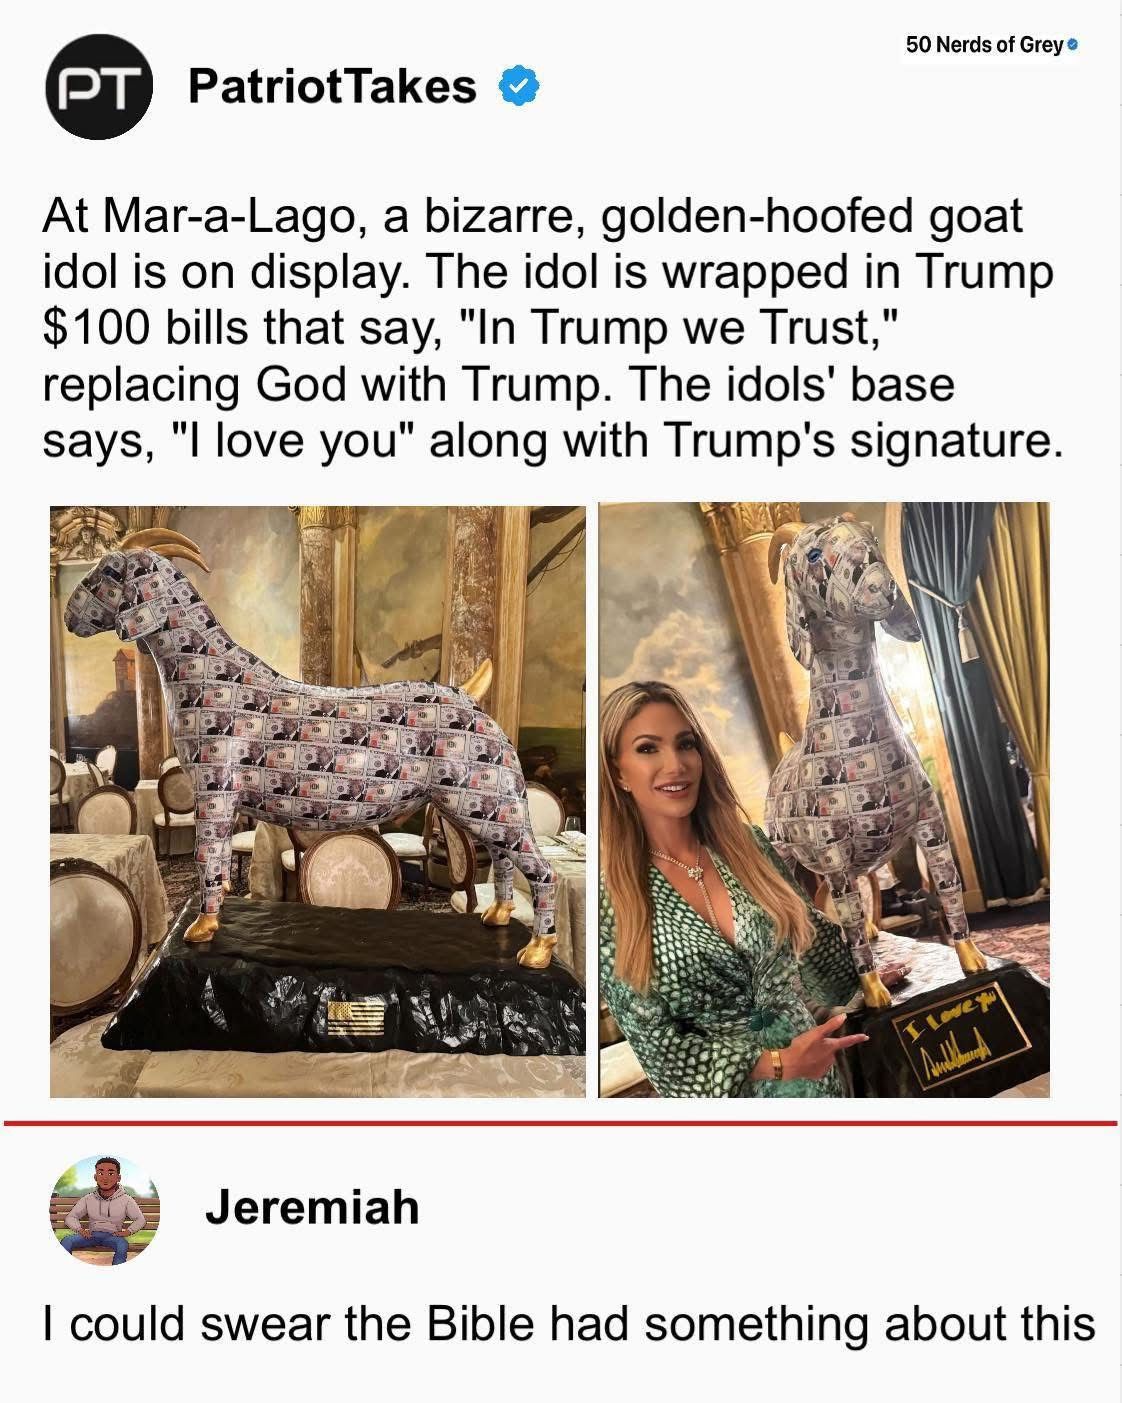 50 Nerds of Grey
PT
PatriotTakes
At Mar-a-Lago, a bizarre, golden-hoofed goat
idol is on display. The idol is wrapped in Trump
$100 bills that say, "In Trump we Trust,"
replacing God with Trump. The idols' base
says, "I love you" along with Trump's signature.
I Love you
Jeremiah
I could swear the Bible had something about this